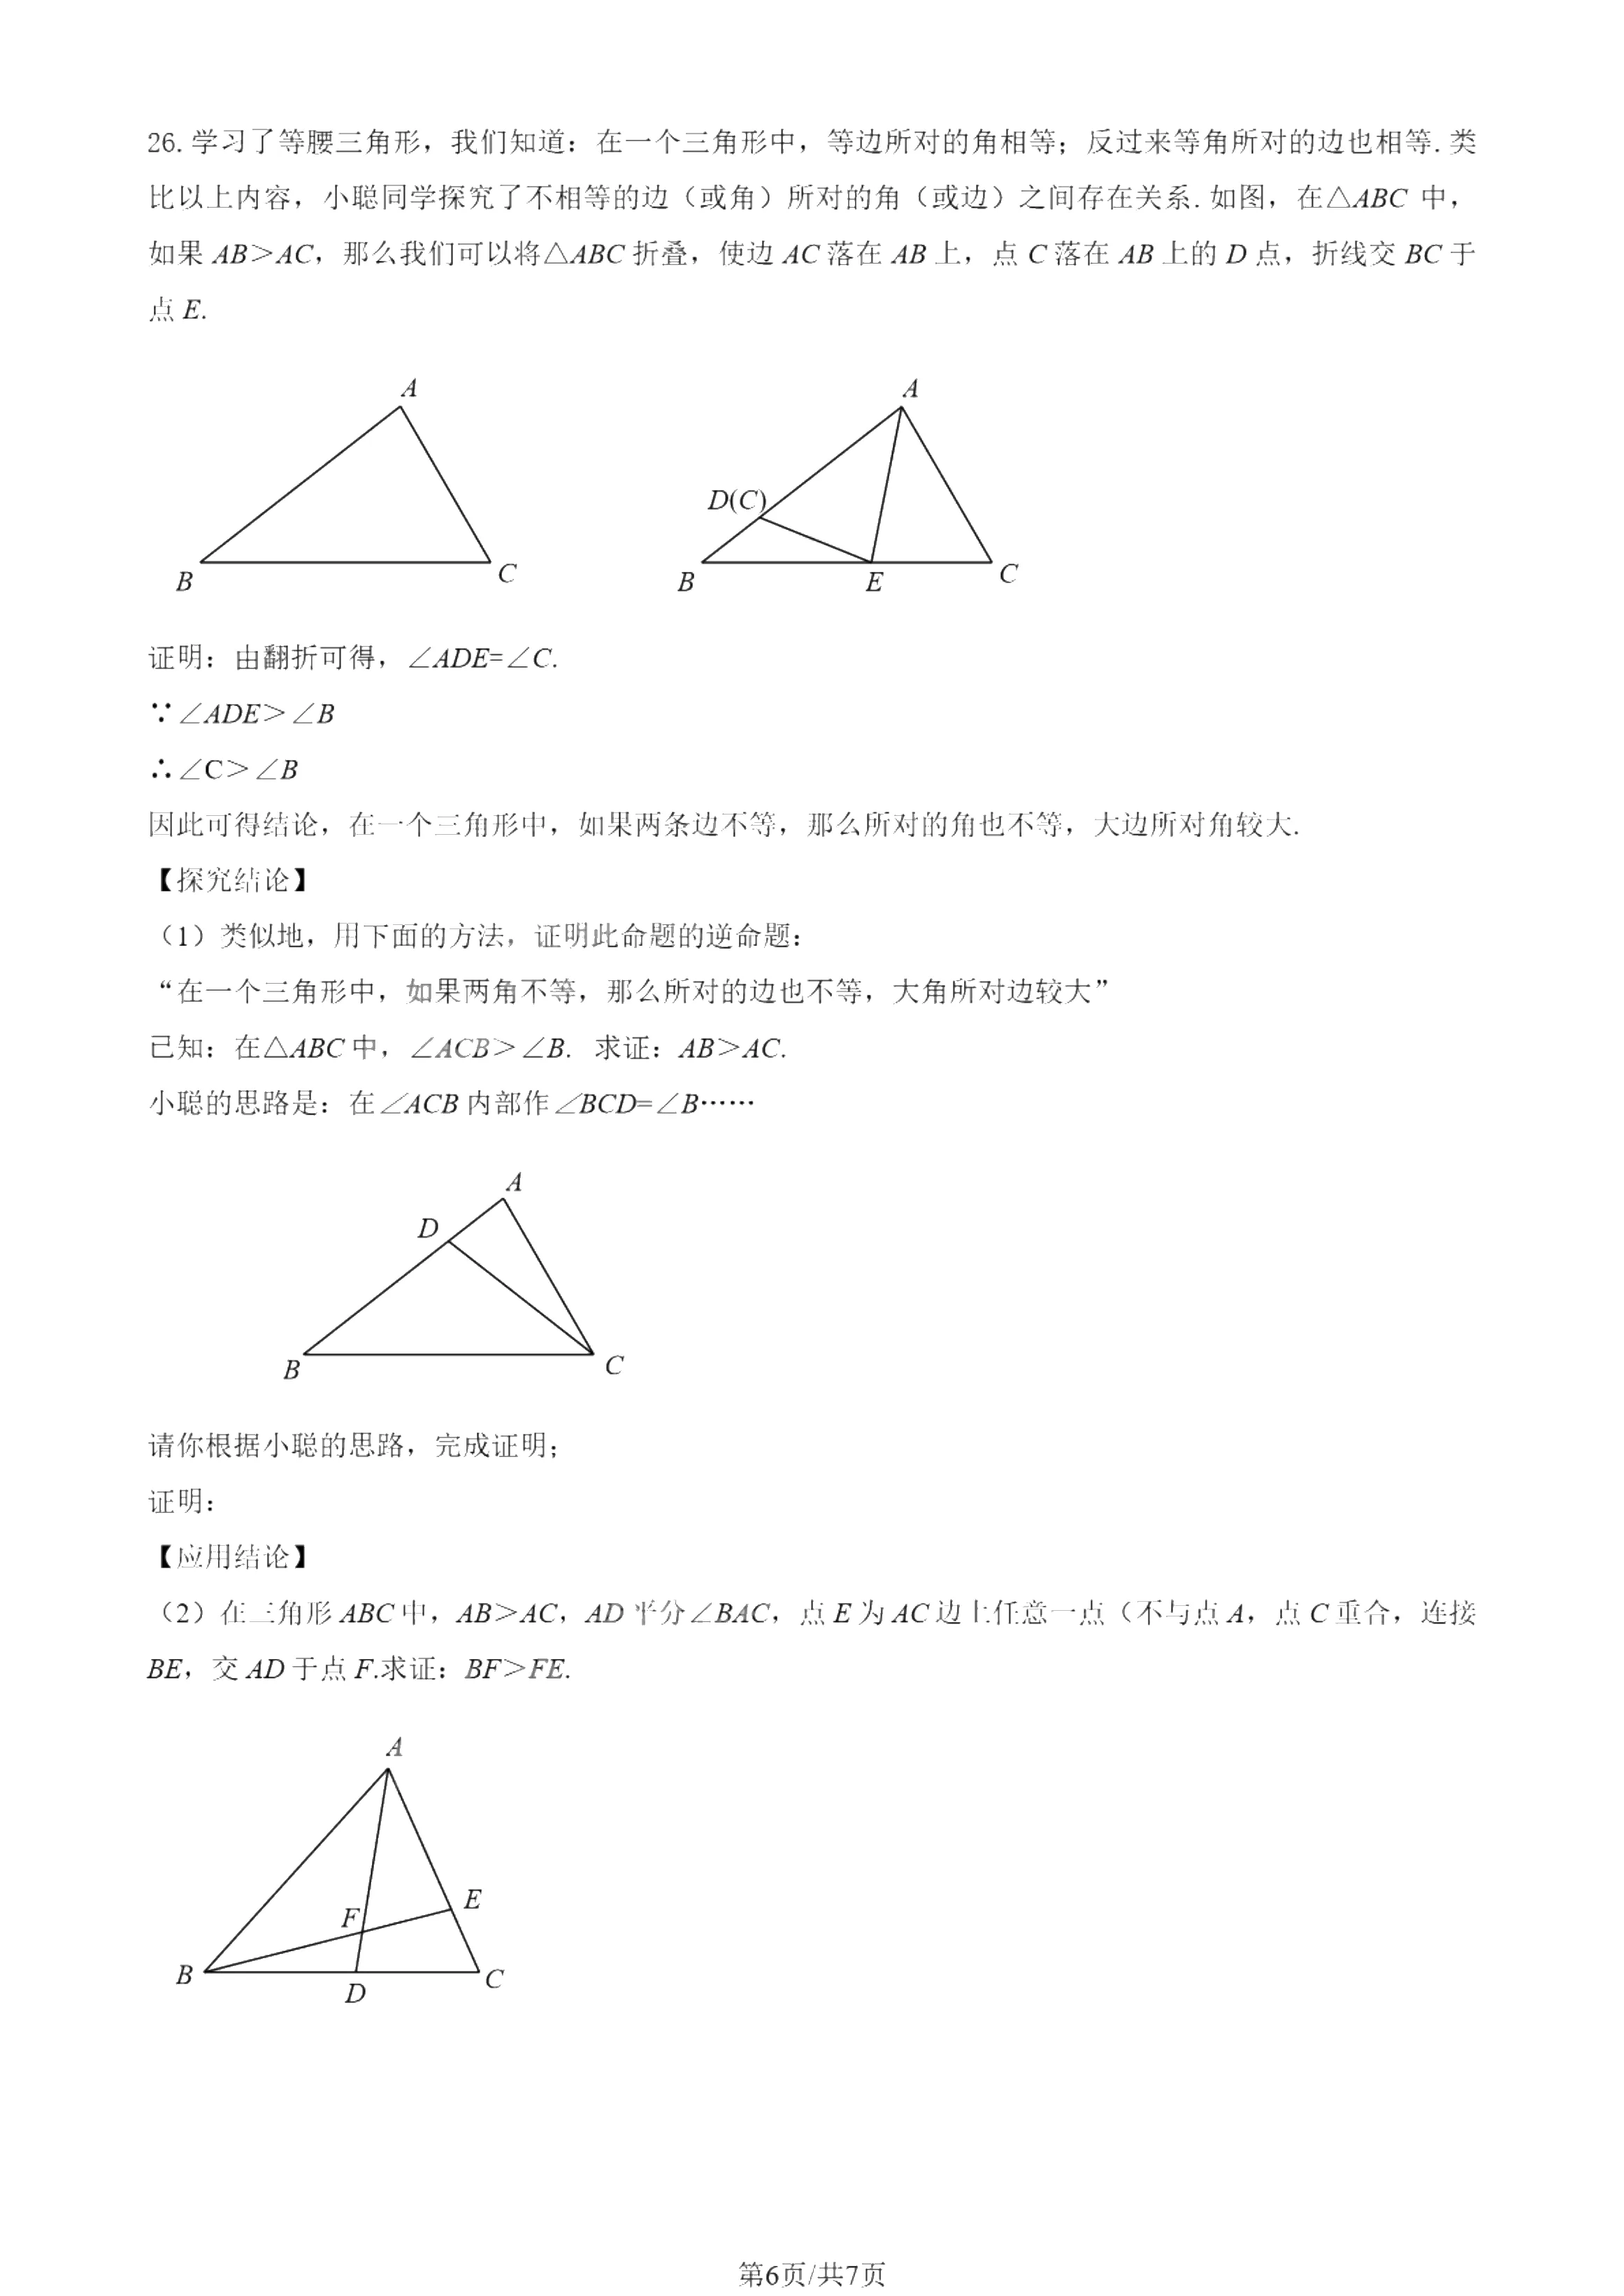 26. 学习了等腰三角形，我们知道：在一个三角形中，等边所对的角相等；反过来等角所对的边也相等. 类
比以上内容，小聪同学探究了不相等的边（或角）所对的角（或边）之间存在关系. 如图，在△ABC 中，
如果 AB＞AC，那么我们可以将△ABC 折叠，使边 AC 落在 AB 上，点 C 落在 AB 上的 D 点，折线交 BC 于
点 E.
A
B
C
A
D(C)
B
E
C
证明：由翻折可得，∠ADE=∠C.
∵∠ADE＞∠B
∴∠C＞∠B
因此可得结论，在一个三角形中，如果两条边不等，那么所对的角也不等，大边所对角较大.
【探究结论】
（1）类似地，用下面的方法，证明此命题的逆命题：
“在一个三角形中，如果两角不等，那么所对的边也不等，大角所对边较大”
已知：在△ABC 中，∠ACB＞∠B. 求证：AB＞AC.
小聪的思路是：在∠ACB 内部作∠BCD=∠B……
A
D
B
C
请你根据小聪的思路，完成证明；
证明：
【应用结论】
（2）在三角形 ABC 中，AB＞AC，AD 平分∠BAC，点 E 为 AC 边上任意一点（不与点 A，点 C 重合，连接
BE，交 AD 于点 F.求证：BF＞FE.
A
E
F
B
D
C
第6页/共7页